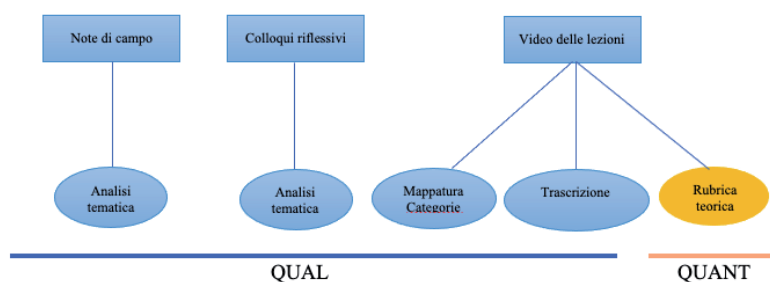 Note di campo
Colloqui riflessivi
Video delle lezioni
Analisi
tematica
Analisi
tematica
Mappatura
Categorie
Trascrizione
Rubrica
teorica
QUAL
QUANT